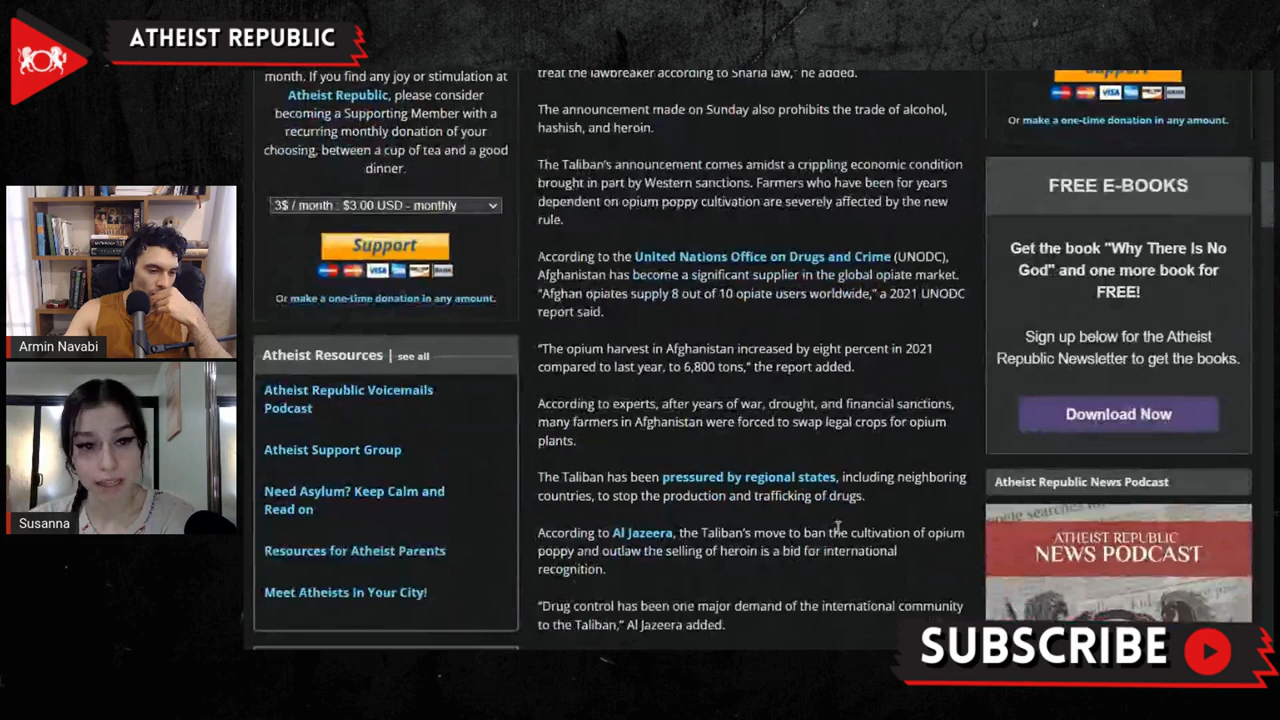 ATHEIST REPUBLIC
month. If you find any joy or stimulation at
Atheist Republic, please consider
becoming a Supporting Member with a
recurring monthly donation of your
choosing, between a cup of tea and a good
dinner.
3$ / month : $3.00 USD - monthly
Support
VISA
Or make a one-time donation in any amount.
Atheist Resources | see all
Atheist Republic Voicemails
Podcast
Atheist Support Group
Need Asylum? Keep Calm and
Read on
Resources for Atheist Parents
Meet Atheists In Your City!
treat the lawbreaker according to Sharia law," he added.
The announcement made on Sunday also prohibits the trade of alcohol,
hashish, and heroin.
The Taliban's announcement comes amidst a crippling economic condition
brought in part by Western sanctions. Farmers who have been for years
dependent on opium poppy cultivation are severely affected by the new
rule.
According to the United Nations Office on Drugs and Crime (UNODC),
Afghanistan has become a significant supplier in the global opiate market.
"Afghan opiates supply 8 out of 10 opiate users worldwide," a 2021 UNODC
report said.
"The opium harvest in Afghanistan increased by eight percent in 2021
compared to last year, to 6,800 tons," the report added.
According to experts, after years of war, drought, and financial sanctions,
many farmers in Afghanistan were forced to swap legal crops for opium
plants.
The Taliban has been pressured by regional states, including neighboring
countries, to stop the production and trafficking of drugs.
According to Al Jazeera, the Taliban's move to ban the cultivation of opium
poppy and outlaw the selling of heroin is a bid for international
recognition.
"Drug control has been one major demand of the international community
to the Taliban," Al Jazeera added.
Support
VISA
Or make a one-time donation in any amount.
FREE E-BOOKS
Get the book "Why There Is No
God" and one more book for
FREE!
Sign up below for the Atheist
Republic Newsletter to get the books.
Download Now
Atheist Republic News Podcast
ATHEIST REPUBLIC
NEWS PODCAST
Armin Navabi
Susanna
SUBSCRIBE